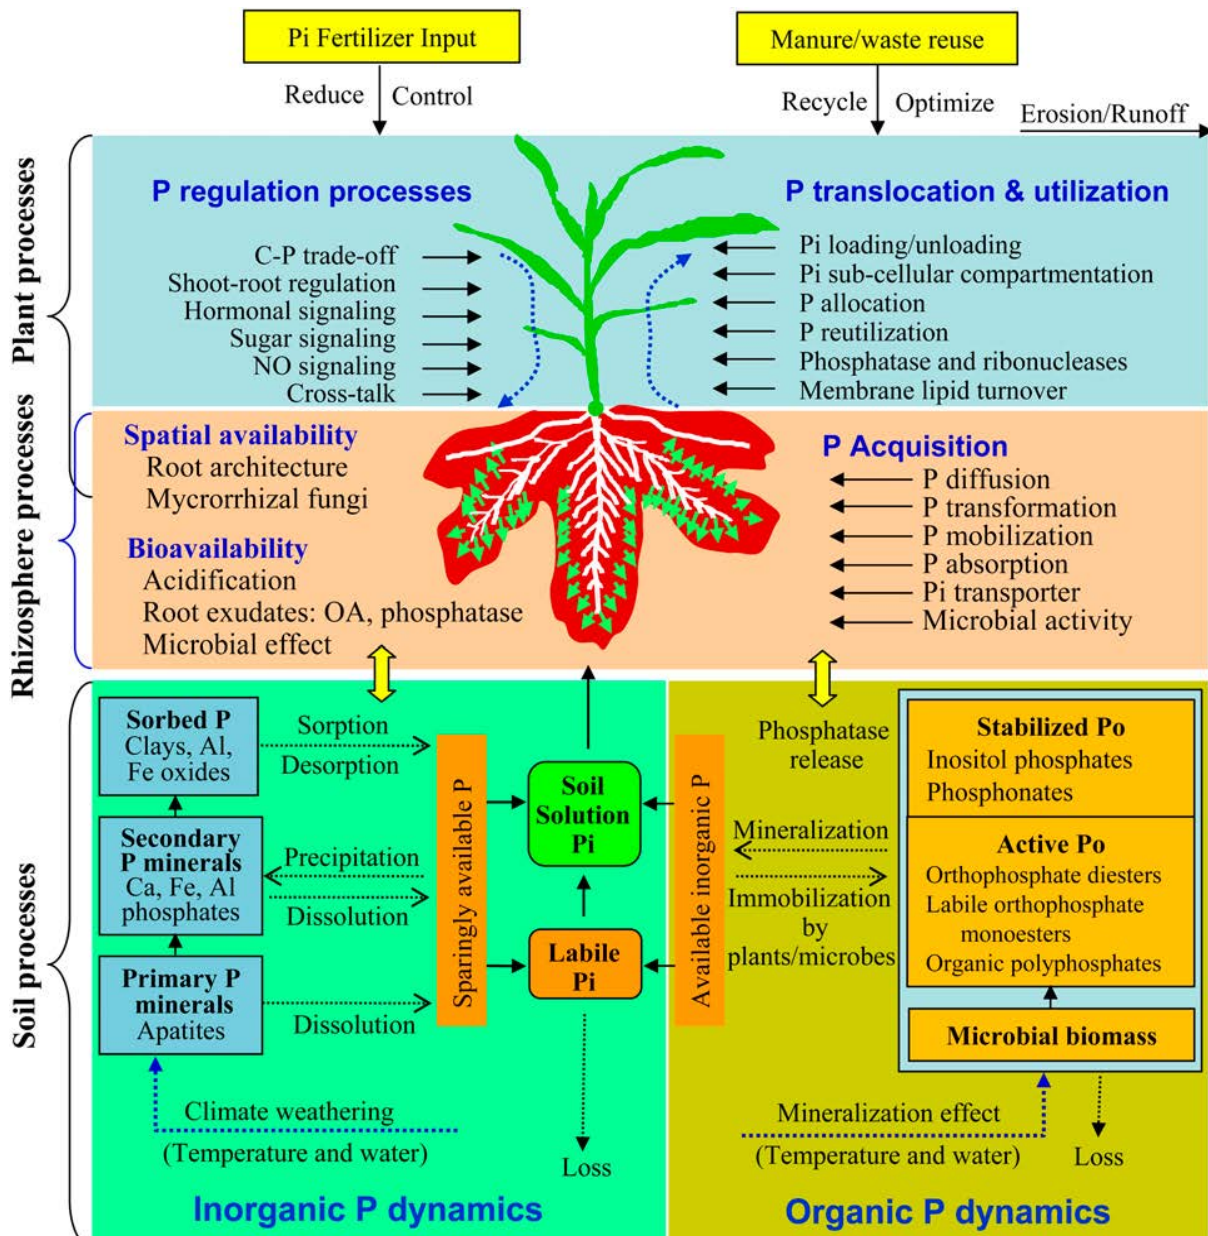 Pi Fertilizer Input
Manure/waste reuse
Reduce Control
Recycle Optimize
Erosion/Runoff
Plant processes
P regulation processes
C-P trade-off
Shoot-root regulation
Hormonal signaling
Sugar signaling
NO signaling
Cross-talk
P translocation & utilization
Pi loading/unloading
Pi sub-cellular compartmentation
P allocation
P reutilization
Phosphatase and ribonucleases
Membrane lipid turnover
Rhizosphere processes
Spatial availability
Root architecture
Mycrorrhizal fungi
Bioavailability
Acidification
Root exudates: OA, phosphatase
Microbial effect
P Acquisition
P diffusion
P transformation
P mobilization
P absorption
Pi transporter
Microbial activity
Soil processes
Sorbed P
Clays, Al,
Fe oxides
Secondary
P minerals
Ca, Fe, Al
phosphates
Primary P
minerals
Apatites
Sorption
Desorption
Precipitation
Dissolution
Dissolution
Sparingly available P
Soil
Solution
Pi
Labile
Pi
Available inorganic P
Climate weathering
(Temperature and water)
Loss
Inorganic P dynamics
Phosphatase
release
Mineralization
Immobilization
by
plants/microbes
Stabilized Po
Inositol phosphates
Phosphonates
Active Po
Orthophosphate diesters
Labile orthophosphate
monoesters
Organic polyphosphates
Microbial biomass
Mineralization effect
(Temperature and water)
Loss
Organic P dynamics